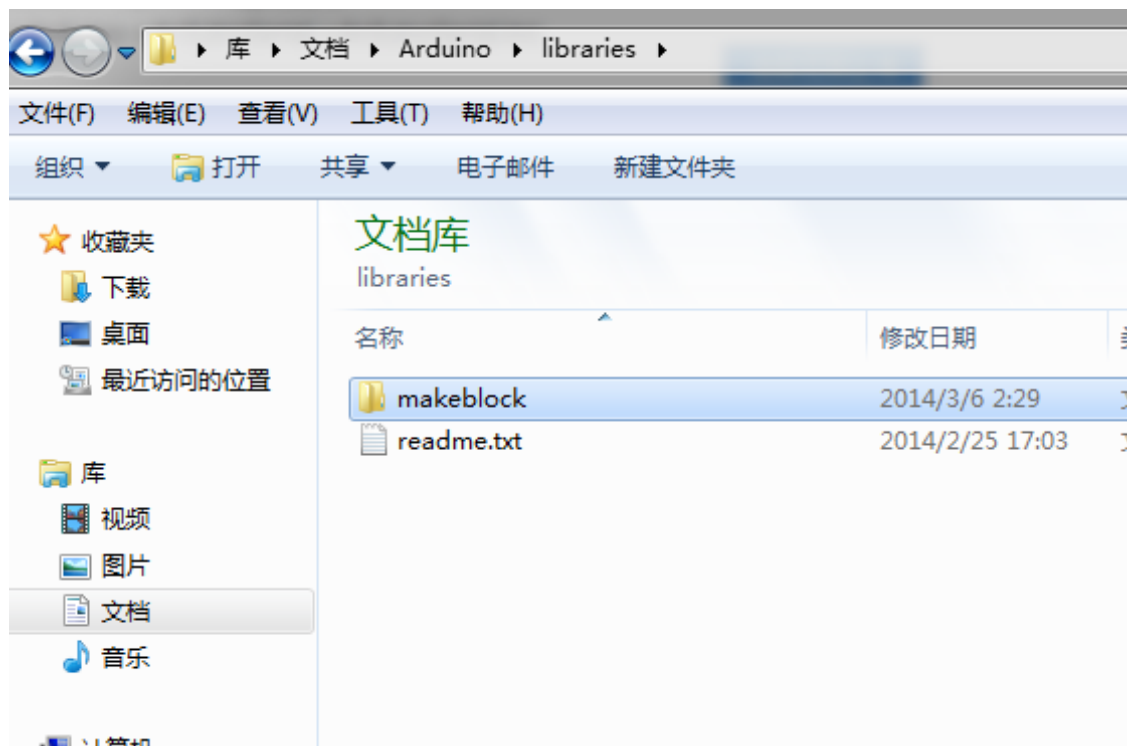 库 文档 Arduino libraries
文件(F) 编辑(E) 查看(V) 工具(T) 帮助(H)
组织 打开 共享 电子邮件 新建文件夹
收藏夹
下载
桌面
最近访问的位置
库
视频
图片
文档
音乐
文档库
libraries
名称 修改日期
makeblock 2014/3/6 2:29
readme.txt 2014/2/25 17:03